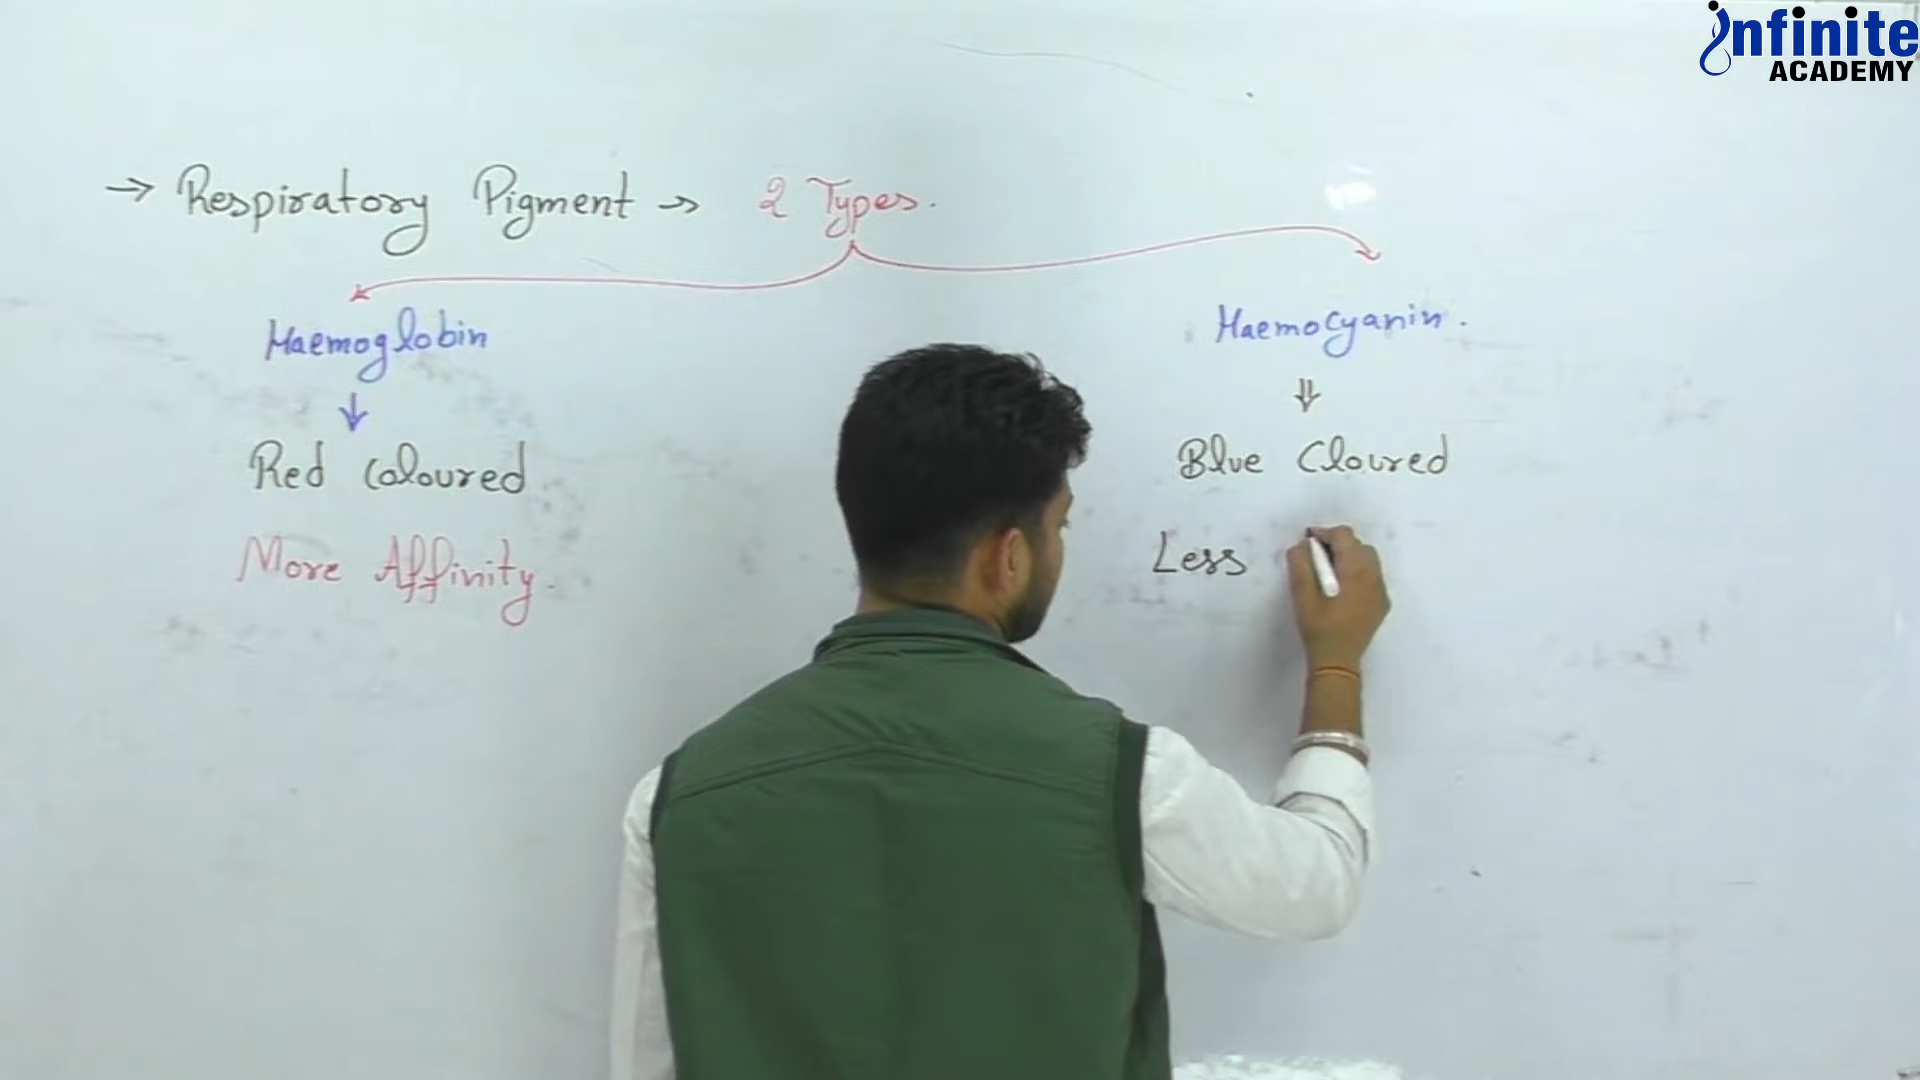 infinite
ACADEMY
→ Respiratory Pigment → 2 Types.
Haemoglobin
Haemocyanin.
Red Coloured
Blue Cloured
More Affinity.
Less